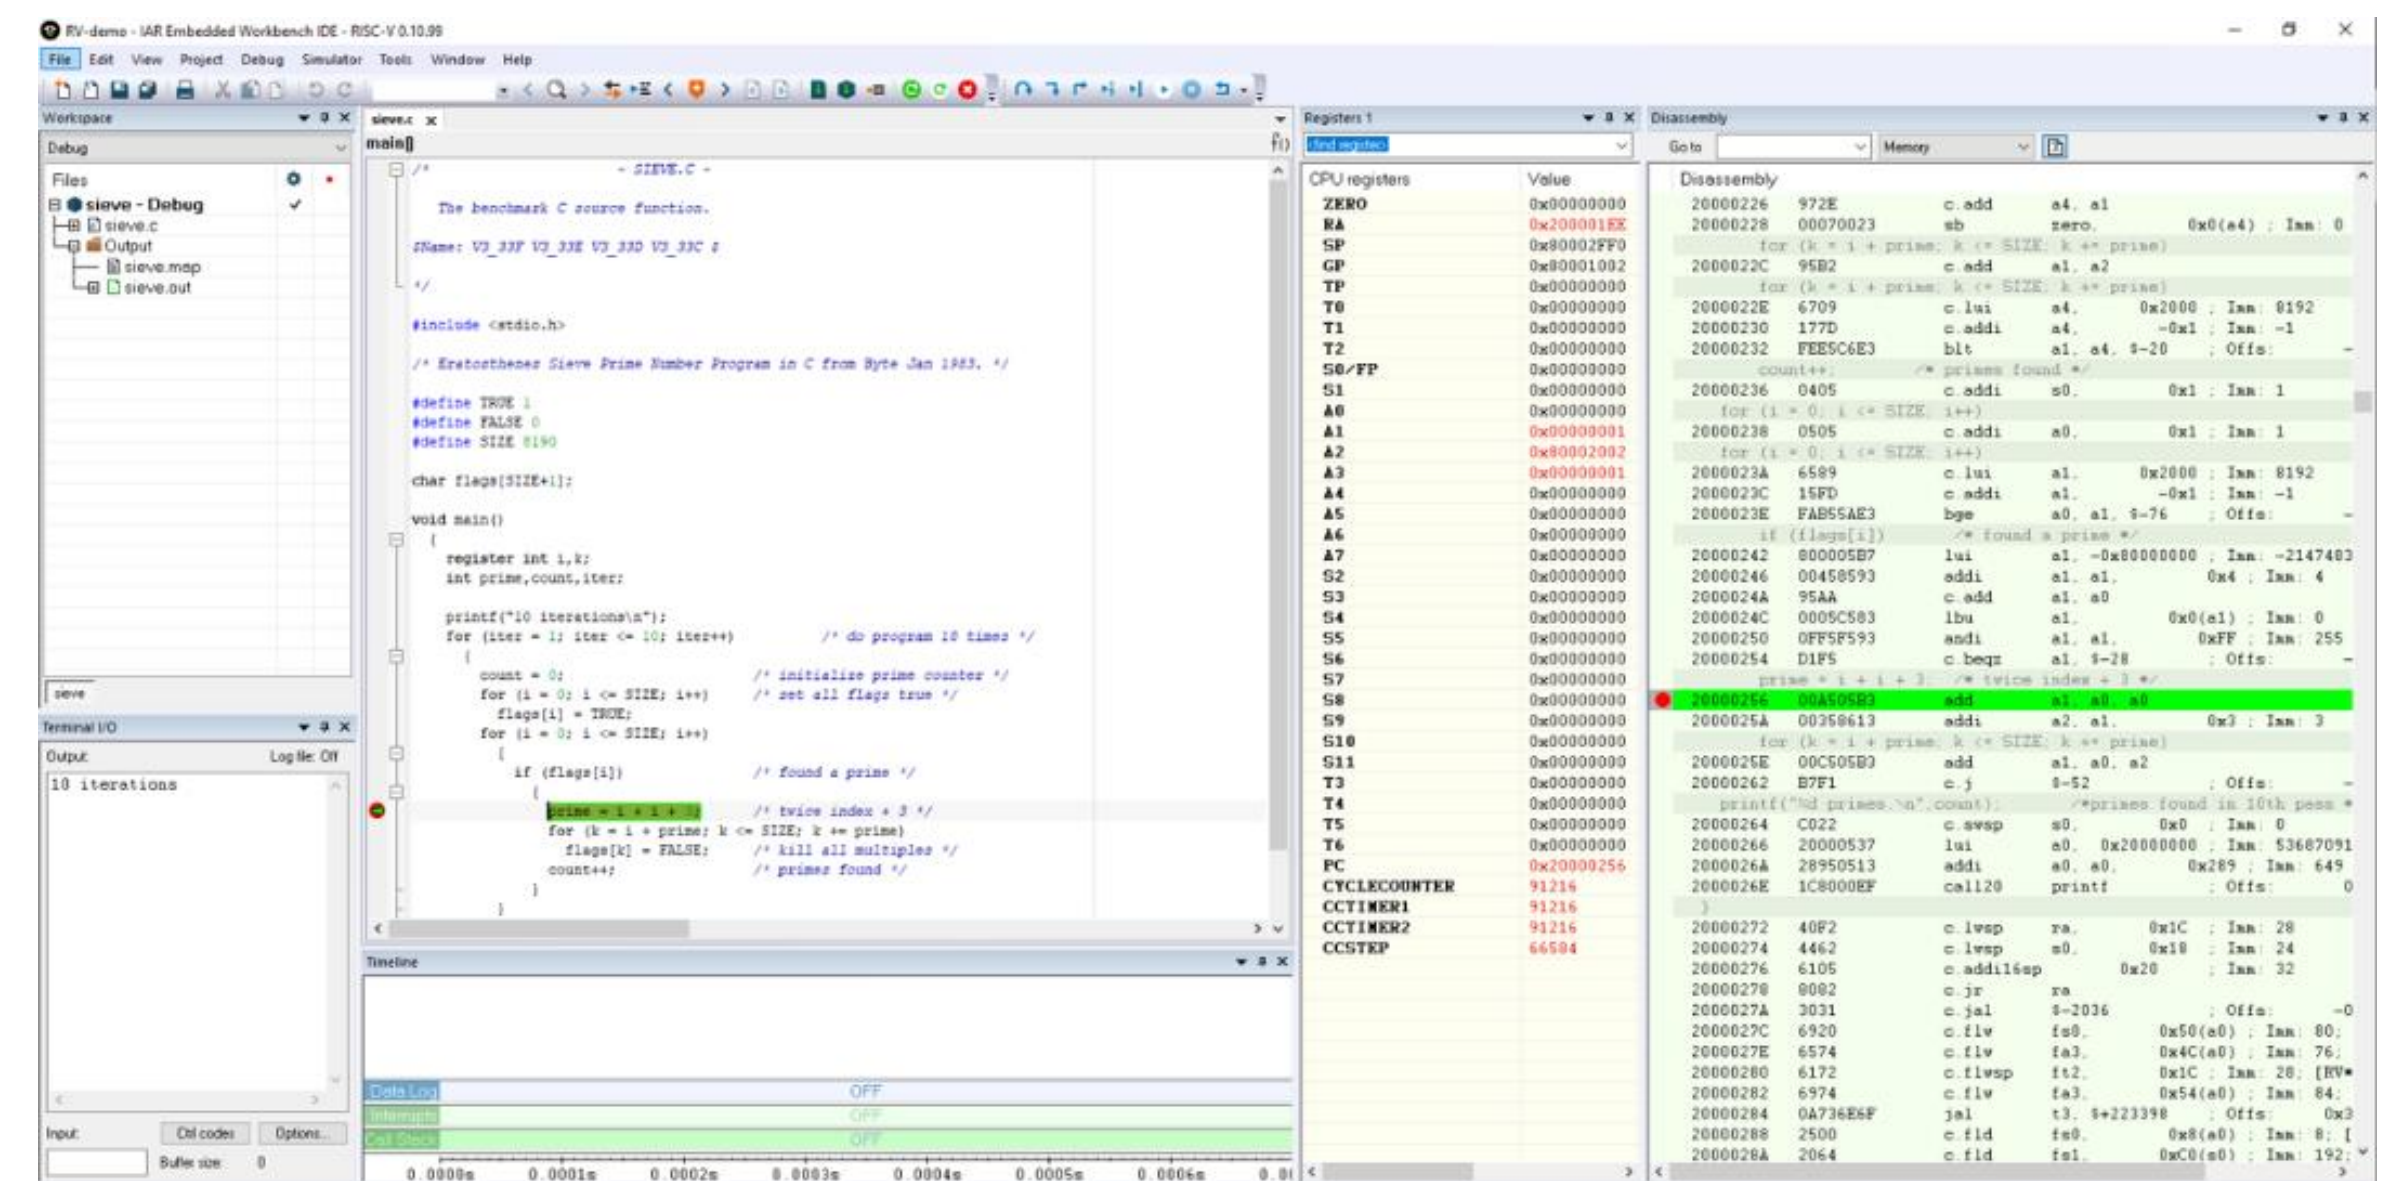 RV-demo - IAR Embedded Workbench IDE - RISC-V 0.10.99
File Edit View Project Debug Simulator Tools Window Help
Workspace
Debug
Files
sieve - Debug
sieve.c
Output
sieve.map
sieve.out
sieve
Terminal I/O
Output: Log file: Off
10 iterations
Input: Ctrl codes Options...
Buffer size: 0
sieve.c
main()
f()
/* - SIEVE.C -
The benchmark C source function.
$Name: V3_33F V3_33E V3_33D V3_33C $
*/
#include <stdio.h>
/* Eratosthenes Sieve Prime Number Program in C from Byte Jan 1983. */
#define TRUE 1
#define FALSE 0
#define SIZE 8190
char flags[SIZE+1];
void main()
{
register int i,k;
int prime,count,iter;
printf("10 iterations\n");
for (iter = 1; iter <= 10; iter++) /* do program 10 times */
{
count = 0; /* initialize prime counter */
for (i = 0; i <= SIZE; i++) /* set all flags true */
flags[i] = TRUE;
for (i = 0; i <= SIZE; i++)
{
if (flags[i]) /* found a prime */
{
prime = i + i + 3; /* twice index + 3 */
for (k = i + prime; k <= SIZE; k += prime)
flags[k] = FALSE; /* kill all multiples */
count++; /* primes found */
}
}
Timeline
Data Log OFF
Interrupts OFF
Call Stack OFF
0.0000s 0.0001s 0.0002s 0.0003s 0.0004s 0.0005s 0.0006s
Registers 1
<find register>
CPU registers Value
ZERO 0x00000000
RA 0x200001EE
SP 0x80002FF0
GP 0x80001002
TP 0x00000000
T0 0x00000000
T1 0x00000000
T2 0x00000000
S0/FP 0x00000000
S1 0x00000000
A0 0x00000000
A1 0x00000001
A2 0x80002002
A3 0x00000001
A4 0x00000000
A5 0x00000000
A6 0x00000000
A7 0x00000000
S2 0x00000000
S3 0x00000000
S4 0x00000000
S5 0x00000000
S6 0x00000000
S7 0x00000000
S8 0x00000000
S9 0x00000000
S10 0x00000000
S11 0x00000000
T3 0x00000000
T4 0x00000000
T5 0x00000000
T6 0x00000000
PC 0x20000256
CYCLECOUNTER 91216
CCTIMER1 91216
CCTIMER2 91216
CCSTEP 66584
Disassembly
Go to Memory
Disassembly
20000226 972E c.add a4, a1
20000228 00070023 sb zero, 0x0(a4) ; Imm: 0
for (k = i + prime; k <= SIZE; k += prime)
2000022C 95B2 c.add a1, a2
for (k = i + prime; k <= SIZE; k += prime)
2000022E 6709 c.lui a4, 0x2000 ; Imm: 8192
20000230 177D c.addi a4, -0x1 ; Imm: -1
20000232 FEE5C6E3 blt a1, a4, $-20 ; Offs: -
count++; /* primes found */
20000236 0405 c.addi s0, 0x1 ; Imm: 1
for (i = 0; i <= SIZE; i++)
20000238 0505 c.addi a0, 0x1 ; Imm: 1
for (i = 0; i <= SIZE; i++)
2000023A 6589 c.lui a1, 0x2000 ; Imm: 8192
2000023C 15FD c.addi a1, -0x1 ; Imm: -1
2000023E FAB55AE3 bge a0, a1, $-76 ; Offs: -
if (flags[i]) /* found a prime */
20000242 800005B7 lui a1, -0x80000000 ; Imm: -2147483
20000246 00458593 addi a1, a1, 0x4 ; Imm: 4
2000024A 95AA c.add a1, a0
2000024C 0005C583 lbu a1, 0x0(a1) ; Imm: 0
20000250 0FF5F593 andi a1, a1, 0xFF ; Imm: 255
20000254 D1F5 c.beqz a1, $-28 ; Offs: -
prime = i + i + 3; /* twice index + 3 */
20000256 00A505B3 add a1, a0, a0
2000025A 00358613 addi a2, a1, 0x3 ; Imm: 3
for (k = i + prime; k <= SIZE; k += prime)
2000025E 00C505B3 add a1, a0, a2
20000262 B7F1 c.j $-52 ; Offs: -
printf("%d primes.\n",count); /*primes found in 10th pass *
20000264 C022 c.swsp s0, 0x0 ; Imm: 0
20000266 20000537 lui a0, 0x20000000 ; Imm: 53687091
2000026A 28950513 addi a0, a0, 0x289 ; Imm: 649
2000026E 1C8000EF call20 printf ; Offs: 0
}
20000272 40F2 c.lwsp ra, 0x1C ; Imm: 28
20000274 4462 c.lwsp s0, 0x18 ; Imm: 24
20000276 6105 c.addi16sp 0x20 ; Imm: 32
20000278 8082 c.jr ra
2000027A 3031 c.jal $-2036 ; Offs: -0
2000027C 6920 c.flw fs0, 0x50(a0) ; Imm: 80;
2000027E 6574 c.flw fa3, 0x4C(a0) ; Imm: 76;
20000280 6172 c.flwsp ft2, 0x1C ; Imm: 28; [RV*
20000282 6974 c.flw fa3, 0x54(a0) ; Imm: 84;
20000284 0A736E6F jal t3, $+223398 ; Offs: 0x3
20000288 2500 c.fld fs0, 0x8(a0) ; Imm: 8; [
2000028A 2064 c.fld fs1, 0xC0(s0) ; Imm: 192;